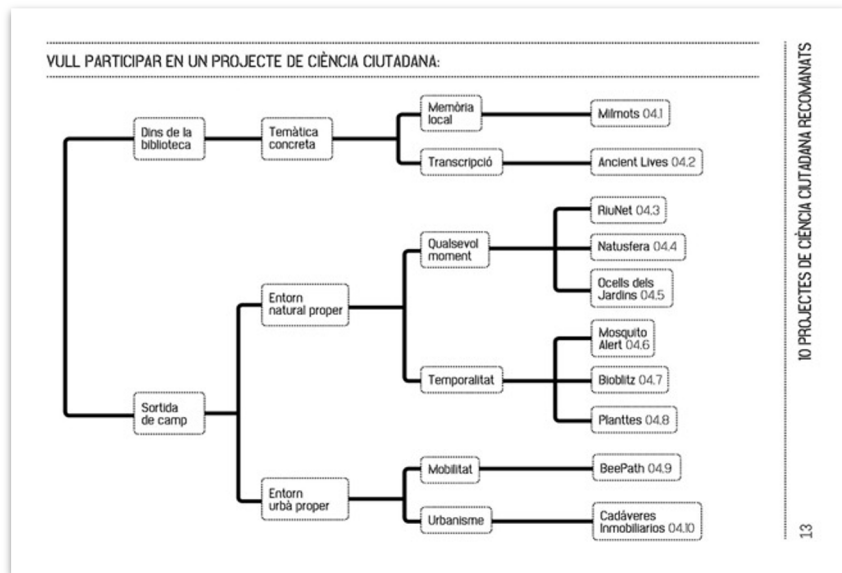 VULL PARTICIPAR EN UN PROJECTE DE CIÈNCIA CIUTADANA:
Dins de la
biblioteca
Temàtica
concreta
Memòria
local
Milmots 04.1
Transcripció
Ancient Lives 04.2
Sortida
de camp
Entorn
natural proper
Qualsevol
moment
RiuNet 04.3
Natusfera 04.4
Ocells dels
Jardins 04.5
Temporalitat
Mosquito
Alert 04.6
Bioblitz 04.7
Planttes 04.8
Entorn
urbà proper
Mobilitat
BeePath 04.9
Urbanisme
Cadáveres
Inmobiliarios 04.10
10 PROJECTES DE CIÈNCIA CIUTADANA RECOMANATS
13